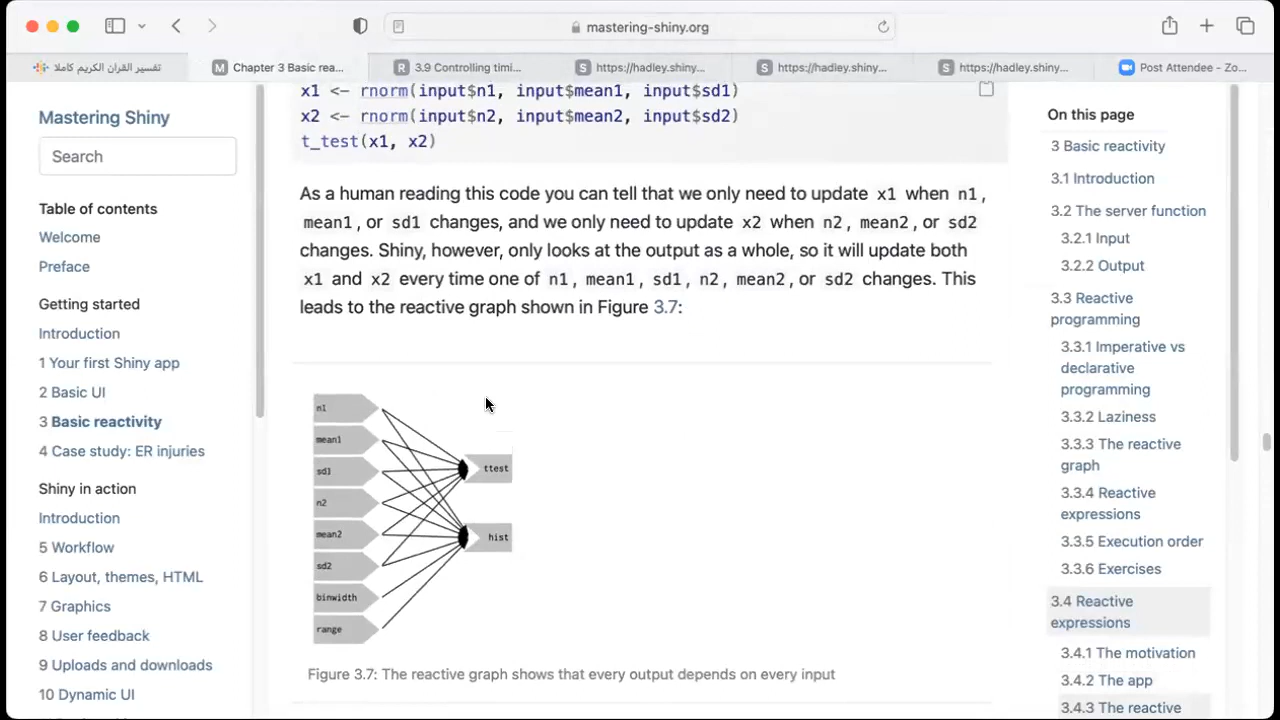 mastering-shiny.org
تفسير القران الكريم كاملا
M Chapter 3 Basic rea...
R 3.9 Controlling timi...
S https://hadley.shiny...
S https://hadley.shiny...
S https://hadley.shiny...
Post Attendee - Zo...
Mastering Shiny
Search
Table of contents
Welcome
Preface
Getting started
Introduction
1 Your first Shiny app
2 Basic UI
3 Basic reactivity
4 Case study: ER injuries
Shiny in action
Introduction
5 Workflow
6 Layout, themes, HTML
7 Graphics
8 User feedback
9 Uploads and downloads
10 Dynamic UI
x1 <- rnorm(input$n1, input$mean1, input$sd1)
x2 <- rnorm(input$n2, input$mean2, input$sd2)
t_test(x1, x2)
As a human reading this code you can tell that we only need to update x1 when n1,
mean1, or sd1 changes, and we only need to update x2 when n2, mean2, or sd2
changes. Shiny, however, only looks at the output as a whole, so it will update both
x1 and x2 every time one of n1, mean1, sd1, n2, mean2, or sd2 changes. This
leads to the reactive graph shown in Figure 3.7:
n1
mean1
sd1
n2
mean2
sd2
binwidth
range
ttest
hist
Figure 3.7: The reactive graph shows that every output depends on every input
On this page
3 Basic reactivity
3.1 Introduction
3.2 The server function
3.2.1 Input
3.2.2 Output
3.3 Reactive
programming
3.3.1 Imperative vs
declarative
programming
3.3.2 Laziness
3.3.3 The reactive
graph
3.3.4 Reactive
expressions
3.3.5 Execution order
3.3.6 Exercises
3.4 Reactive
expressions
3.4.1 The motivation
3.4.2 The app
3.4.3 The reactive